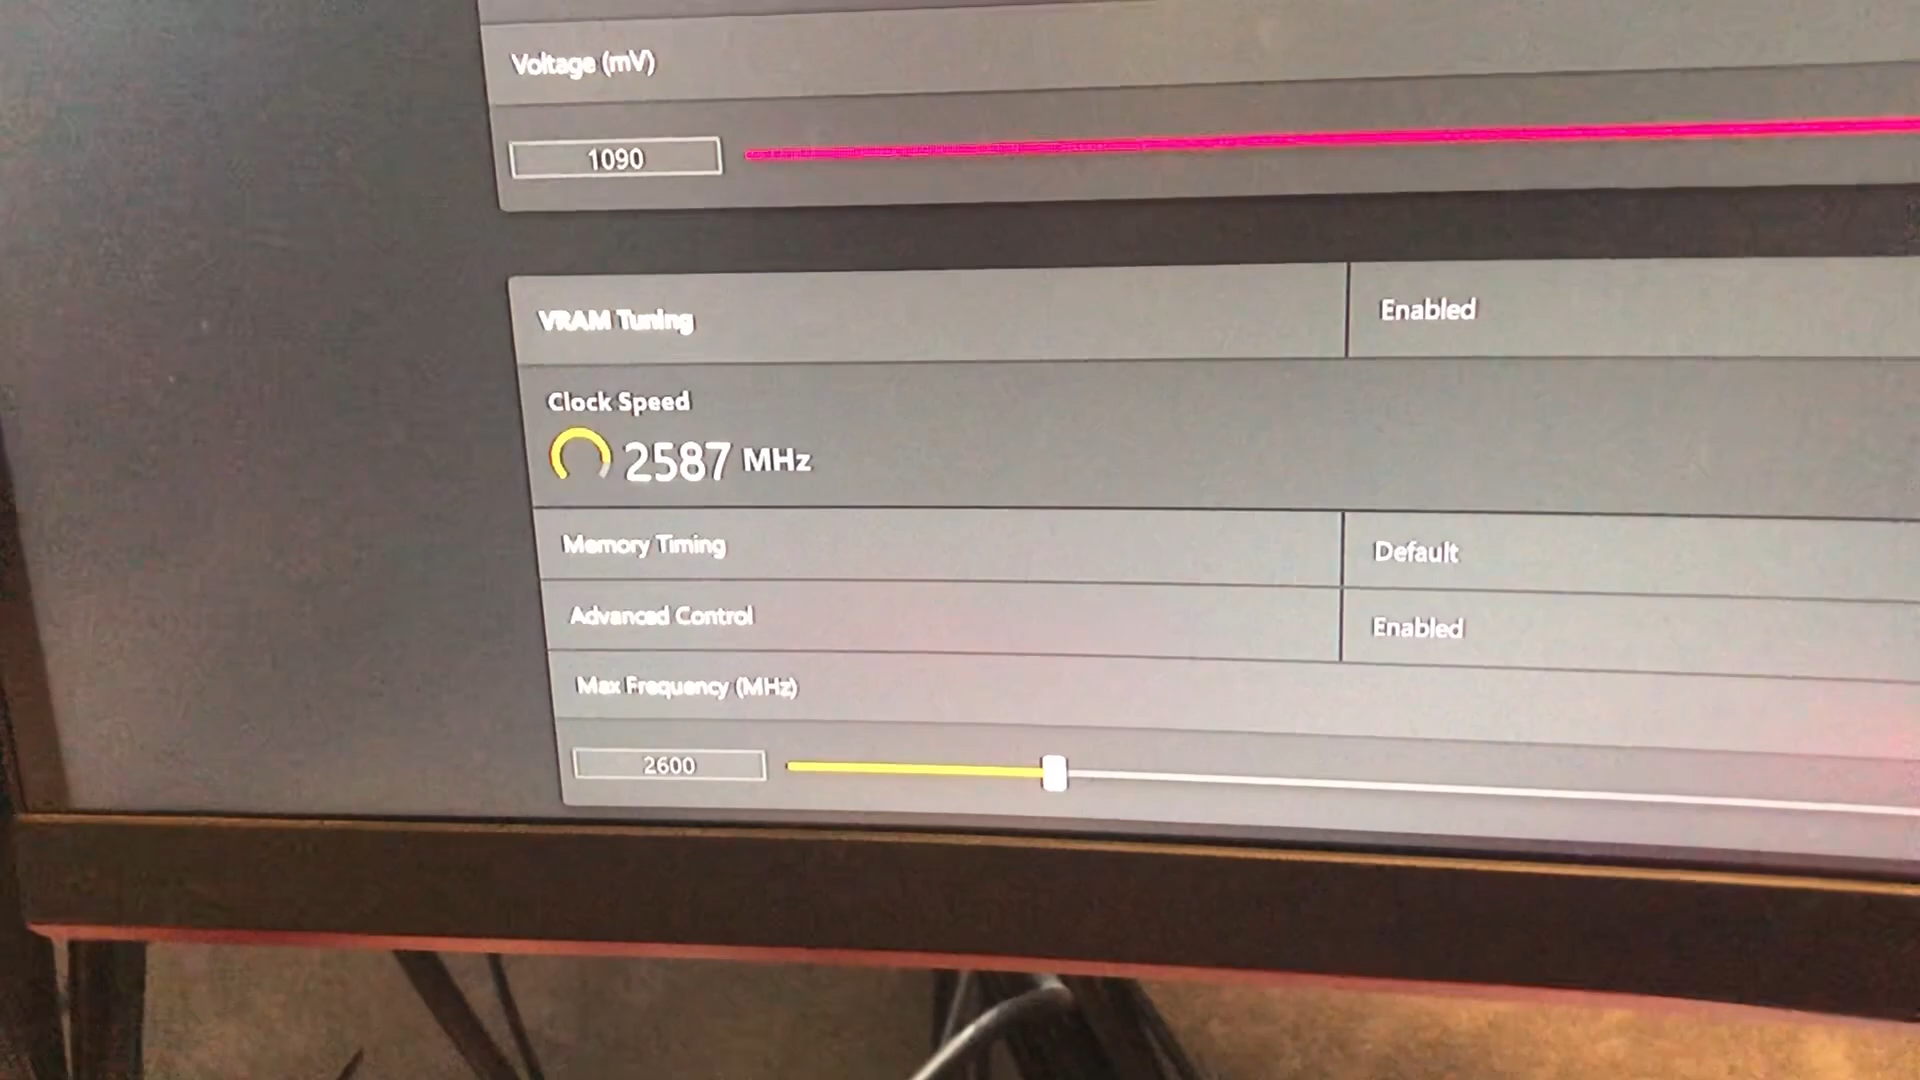 Voltage (mV)
1090
VRAM Tuning
Enabled
Clock Speed
2587 MHz
Memory Timing
Default
Advanced Control
Enabled
Max Frequency (MHz)
2600